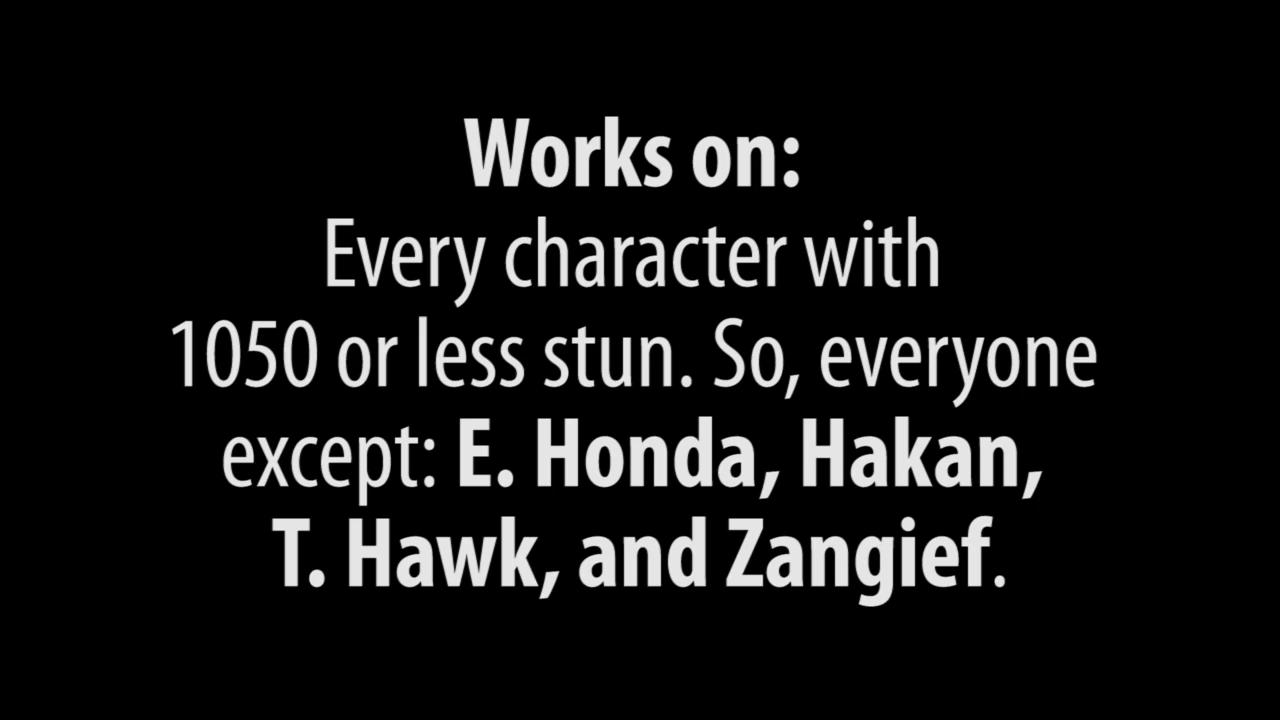 Works on:
Every character with
1050 or less stun. So, everyone
except: E. Honda, Hakan,
T. Hawk, and Zangief.